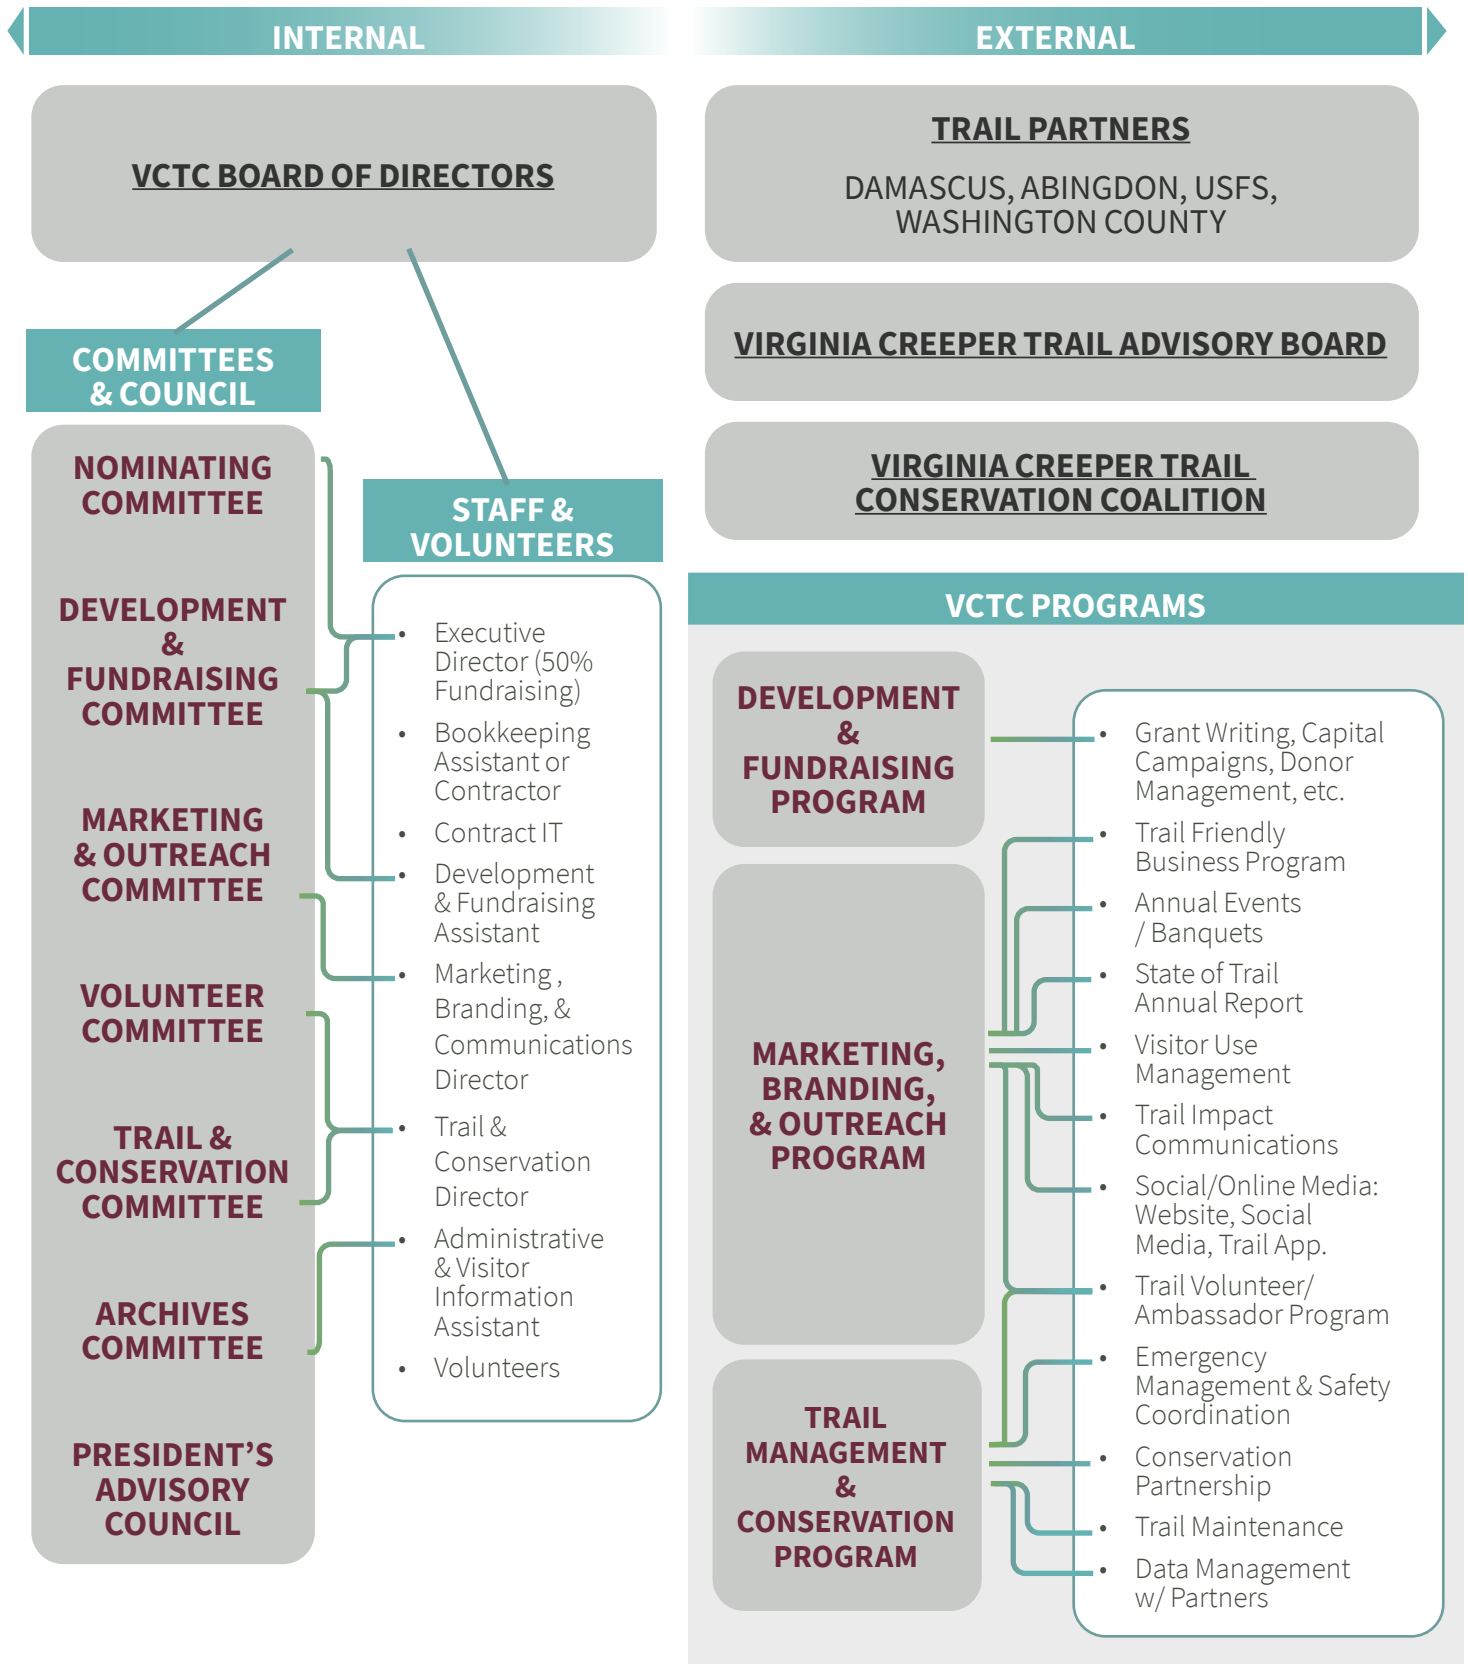 INTERNAL
EXTERNAL
VCTC BOARD OF DIRECTORS
TRAIL PARTNERS
DAMASCUS, ABINGDON, USFS,
WASHINGTON COUNTY
VIRGINIA CREEPER TRAIL ADVISORY BOARD
VIRGINIA CREEPER TRAIL
CONSERVATION COALITION
COMMITTEES
& COUNCIL
NOMINATING
COMMITTEE
DEVELOPMENT
&
FUNDRAISING
COMMITTEE
MARKETING
& OUTREACH
COMMITTEE
VOLUNTEER
COMMITTEE
TRAIL &
CONSERVATION
COMMITTEE
ARCHIVES
COMMITTEE
PRESIDENT’S
ADVISORY
COUNCIL
STAFF &
VOLUNTEERS
• Executive
Director (50%
Fundraising)
• Bookkeeping
Assistant or
Contractor
• Contract IT
• Development
& Fundraising
Assistant
• Marketing ,
Branding, &
Communications
Director
• Trail &
Conservation
Director
• Administrative
& Visitor
Information
Assistant
• Volunteers
VCTC PROGRAMS
DEVELOPMENT
&
FUNDRAISING
PROGRAM
MARKETING,
BRANDING,
& OUTREACH
PROGRAM
TRAIL
MANAGEMENT
&
CONSERVATION
PROGRAM
• Grant Writing, Capital
Campaigns, Donor
Management, etc.
• Trail Friendly
Business Program
• Annual Events
/ Banquets
• State of Trail
Annual Report
• Visitor Use
Management
• Trail Impact
Communications
• Social/Online Media:
Website, Social
Media, Trail App.
• Trail Volunteer/
Ambassador Program
• Emergency
Management & Safety
Coordination
• Conservation
Partnership
• Trail Maintenance
• Data Management
w/ Partners